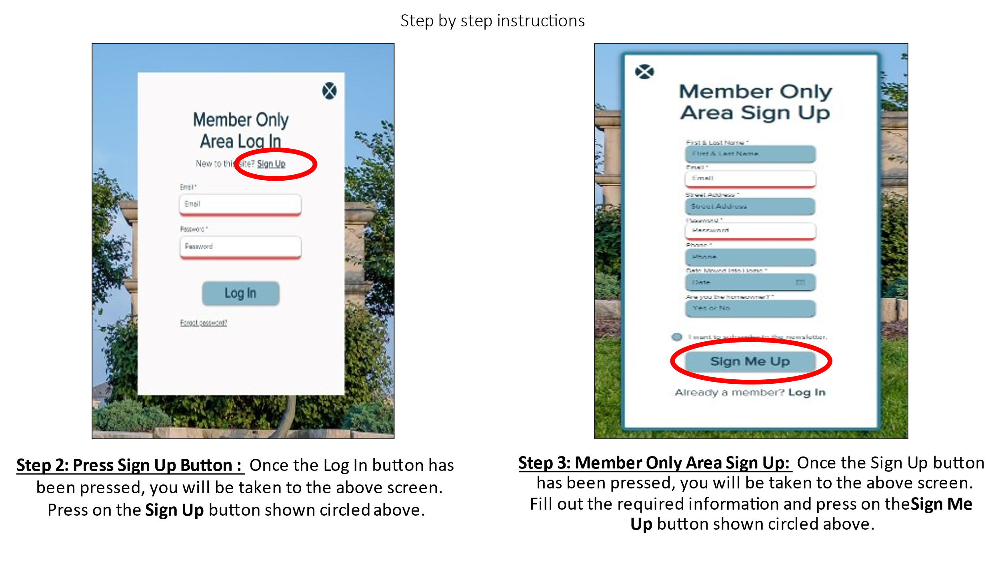 Step by step instructions
Member Only
Area Log In
New to this site? Sign Up
Email *
Email
Password *
Password
Log In
Forgot password?
Step 2: Press Sign Up Button : Once the Log In button has
been pressed, you will be taken to the above screen.
Press on the Sign Up button shown circled above.
Member Only
Area Sign Up
First & Last Name *
First & Last Name
Email *
Email
Street Address *
Street Address
Password *
Password
Phone *
Phone
Date Moved Into Home *
Date
Are you the homeowner? *
Yes or No
I want to subscribe to the newsletter.
Sign Me Up
Already a member? Log In
Step 3: Member Only Area Sign Up: Once the Sign Up button
has been pressed, you will be taken to the above screen.
Fill out the required information and press on theSign Me
Up button shown circled above.